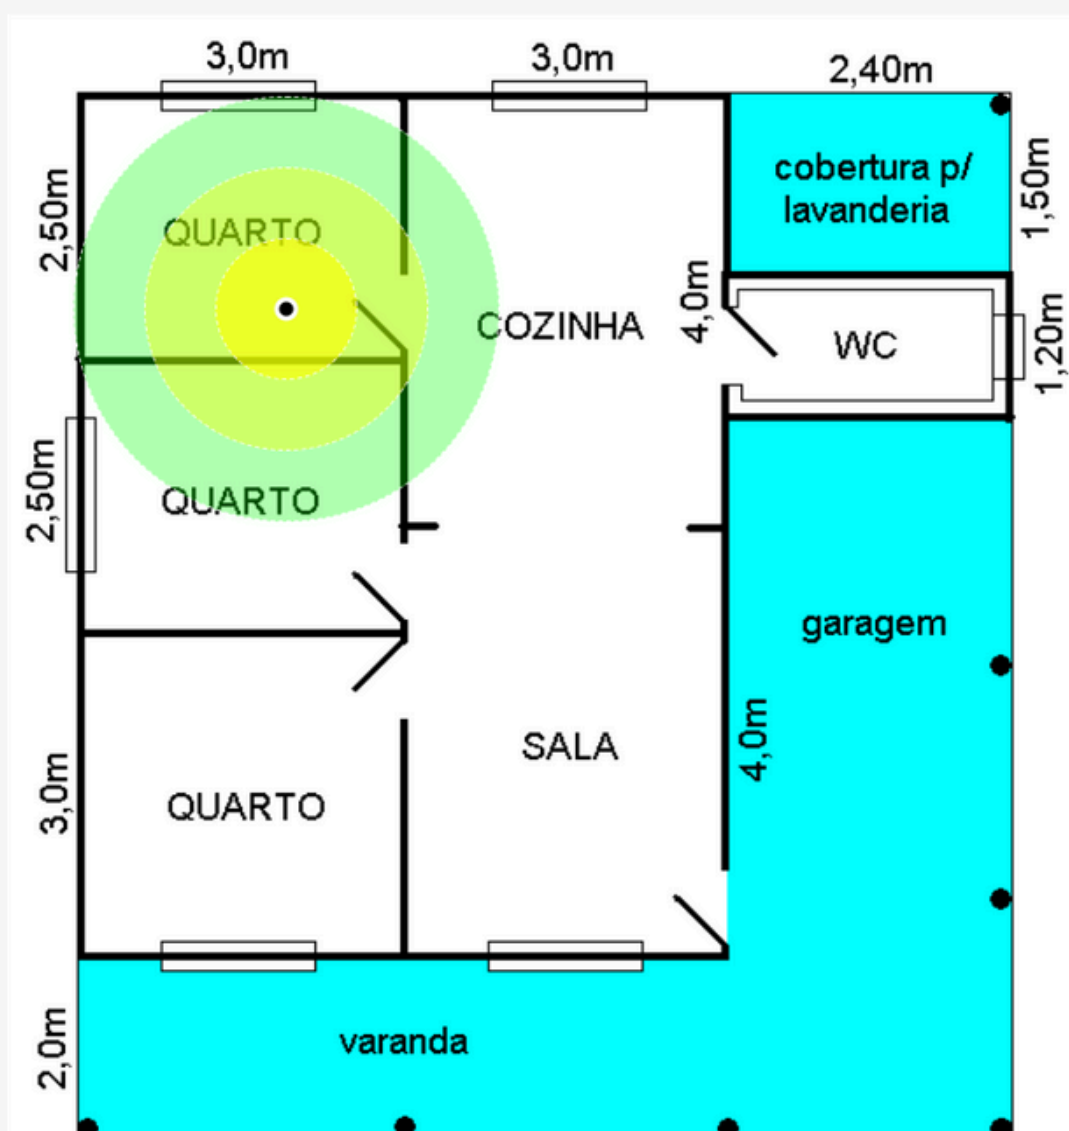 3,0m
3,0m
2,40m
2,50m
QUARTO
cobertura p/
lavanderia
1,50m
COZINHA
4,0m
WC
1,20m
2,50m
QUARTO
garagem
SALA
4,0m
3,0m
QUARTO
varanda
2,0m